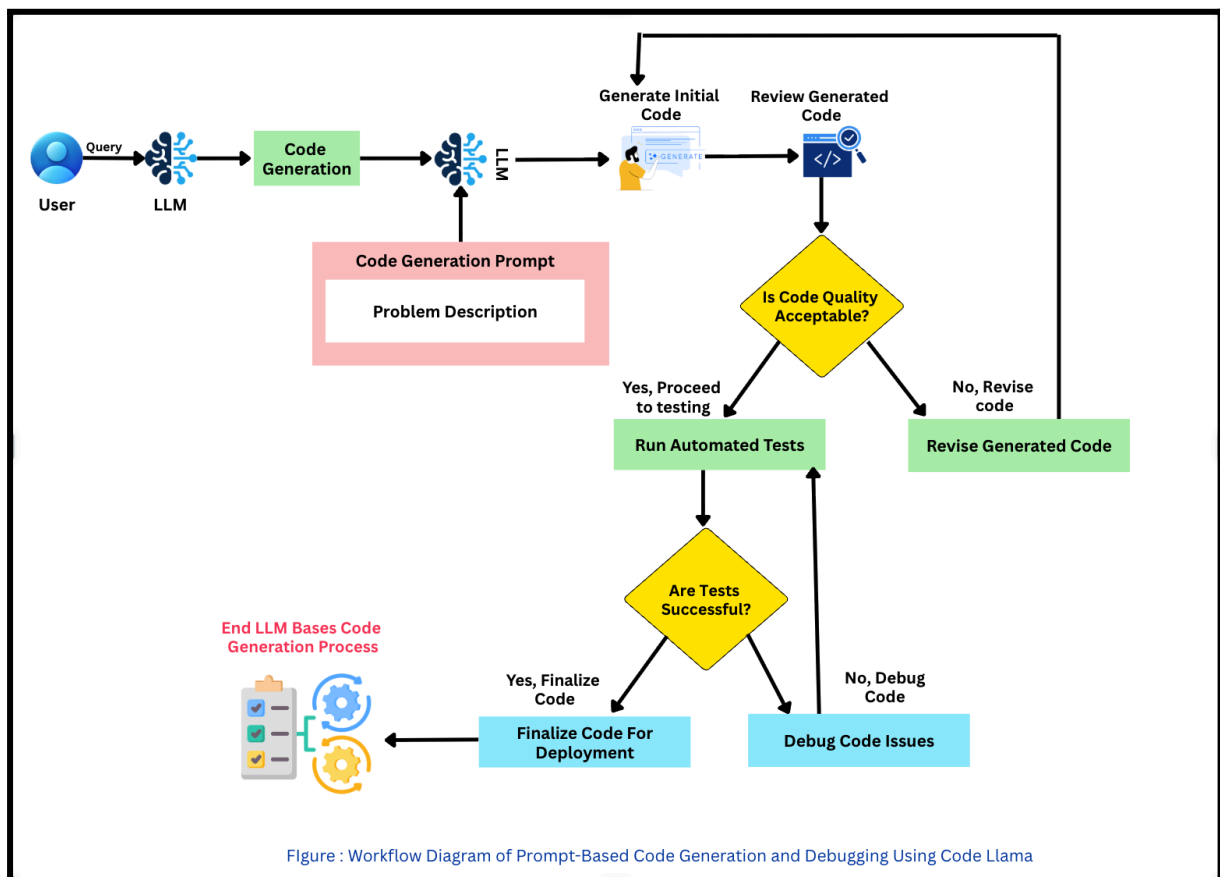 Generate Initial
Code
Review Generated
Code
Query
Code
Generation
LLM
GENERATE
</>
User
LLM
Code Generation Prompt
Problem Description
Is Code Quality
Acceptable?
Yes, Proceed
to testing
No, Revise
code
Run Automated Tests
Revise Generated Code
Are Tests
Successful?
End LLM Bases Code
Generation Process
Yes, Finalize
Code
No, Debug
Code
Finalize Code For
Deployment
Debug Code Issues
FIgure : Workflow Diagram of Prompt-Based Code Generation and Debugging Using Code Llama